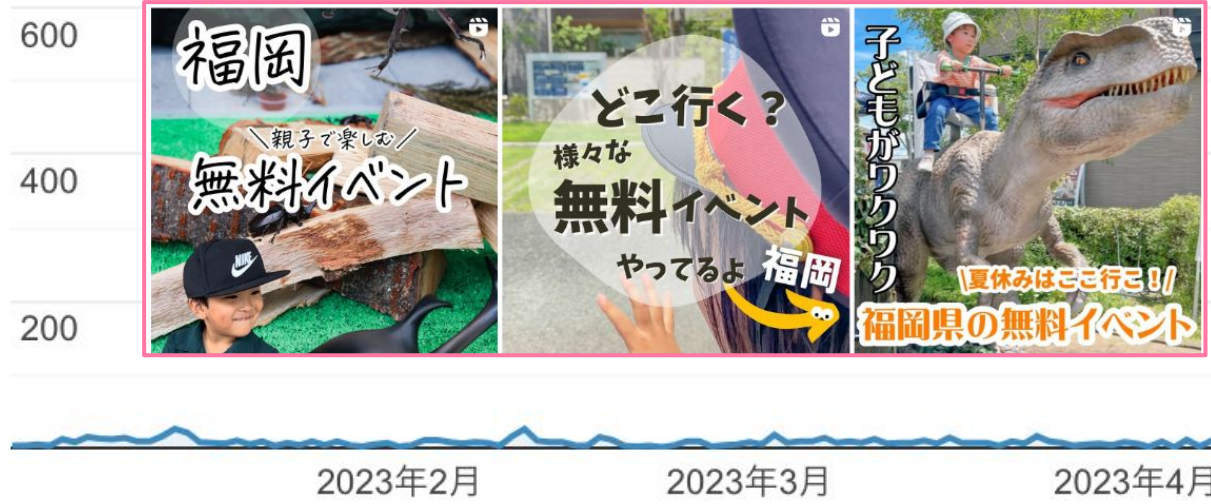 600
400
200
福岡
\親子で楽しむ/
無料イベント
NIKE
どこ行く？
様々な
無料イベント
やってるよ
福岡
子どもがワクワク
\夏休みはここ行こ！/
福岡県の無料イベント
2023年2月
2023年3月
2023年4月